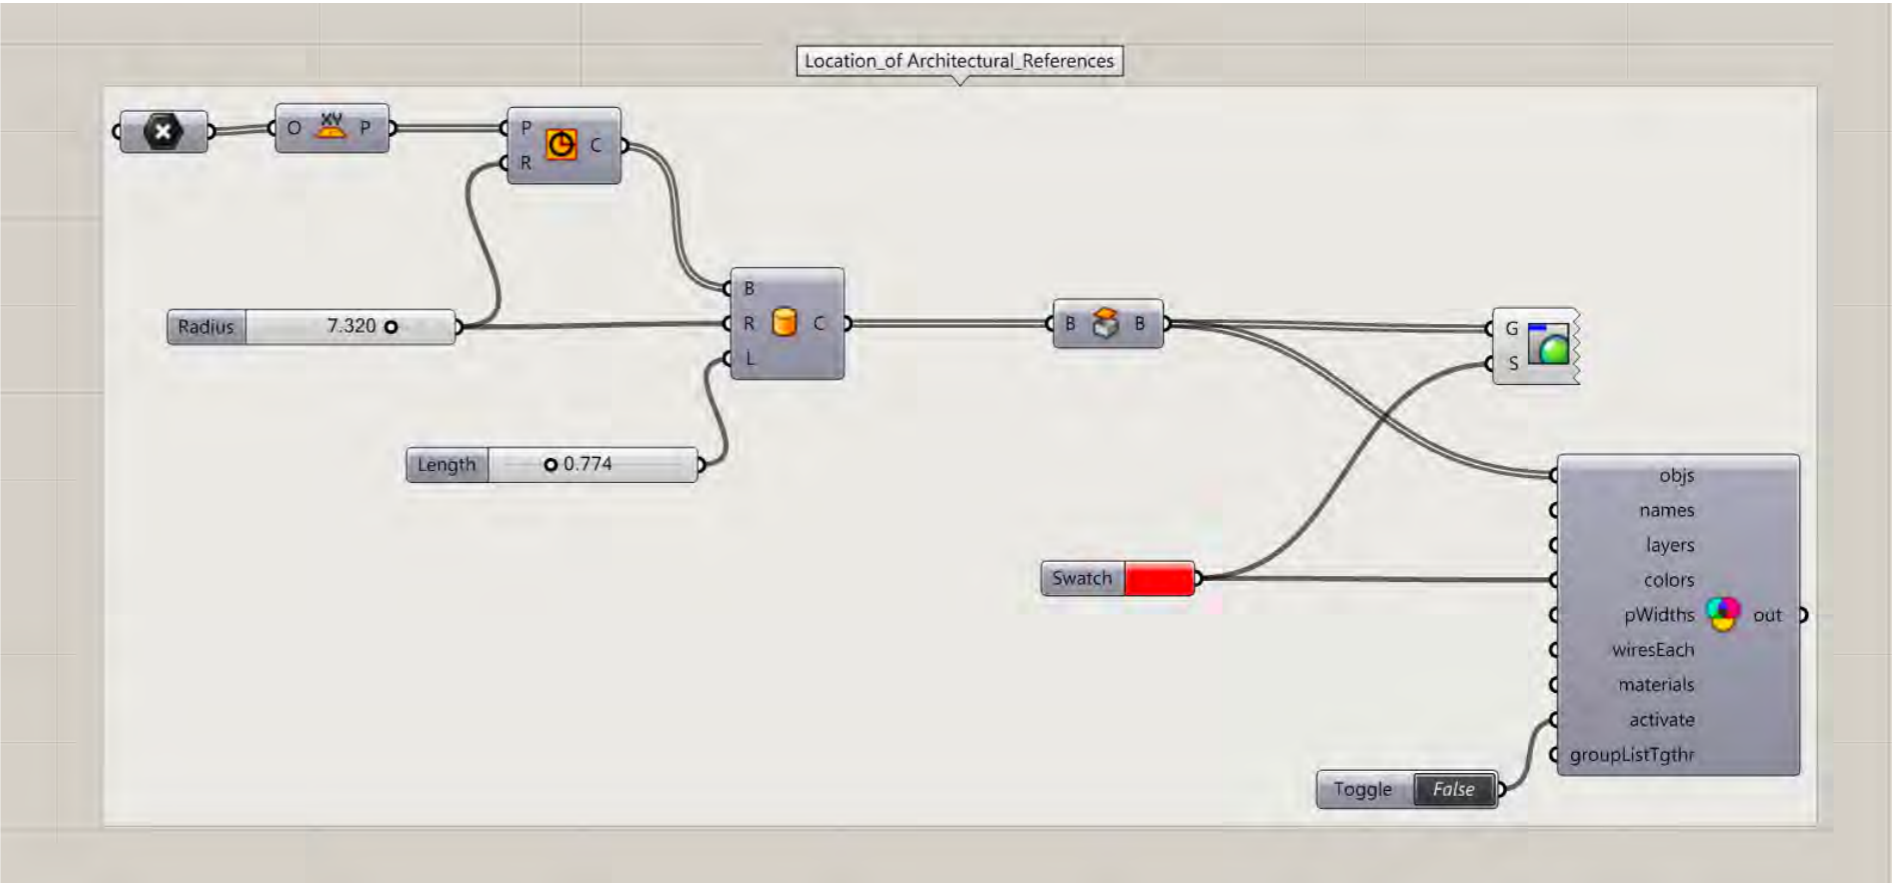 Location_of Architectural_References
O XY P
P
R
C
Radius 7.320
B
R
L
C
Length 0.774
B B
G
S
Swatch
objs
names
layers
colors
pWidths
wiresEach
materials
activate
groupListTgthr
out
Toggle False